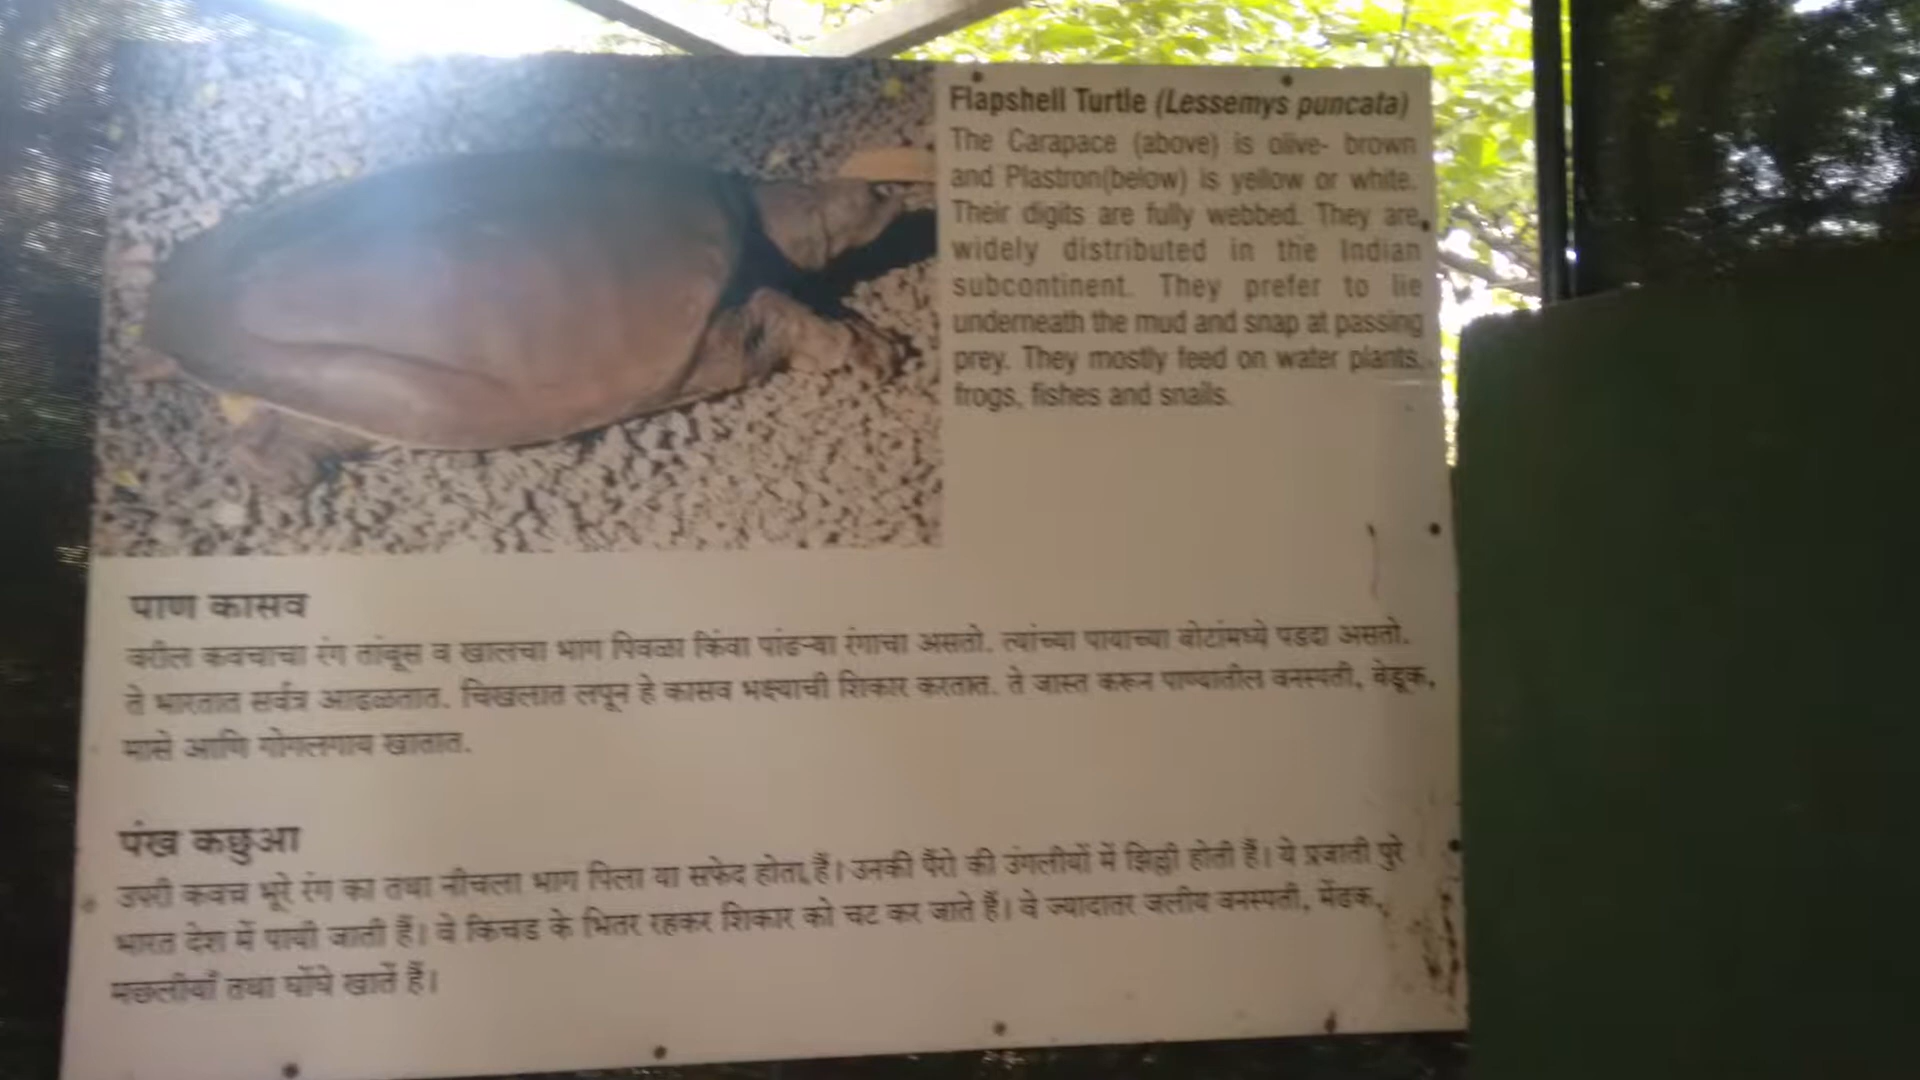 Flapshell Turtle (Lessemys puncata)
The Carapace (above) is olive- brown
and Plastron(below) is yellow or white.
Their digits are fully webbed. They are
widely distributed in the Indian
subcontinent. They prefer to lie
underneath the mud and snap at passing
prey. They mostly feed on water plants,
frogs, fishes and snails.
पाण कासव
वरील कवचाचा रंग तांबूस व खालचा भाग पिवळा किंवा पांढऱ्या रंगाचा असतो. त्यांच्या पायाच्या बोटांमध्ये पडदा असतो.
ते भारतात सर्वत्र आढळतात. चिखलात लपून हे कासव भक्ष्याची शिकार करतात. ते जास्त करून पाण्यातील वनस्पती, बेडूक,
मासे आणि गोगलगाय खातात.
पंख कछुआ
उपरी कवच भूरे रंग का तथा नीचला भाग पिला या सफेद होता हैं। उनकी पैंरो की उंगलीयों में झिल्ली होती हैं। ये प्रजाती पुरे
भारत देश में पायी जाती हैं। वे किचड के भितर रहकर शिकार को चट कर जाते हैं। वे ज्यादातर जलीय वनस्पती, मेंढक,
मछलीयाँ तथा घोंघे खातें हैं।